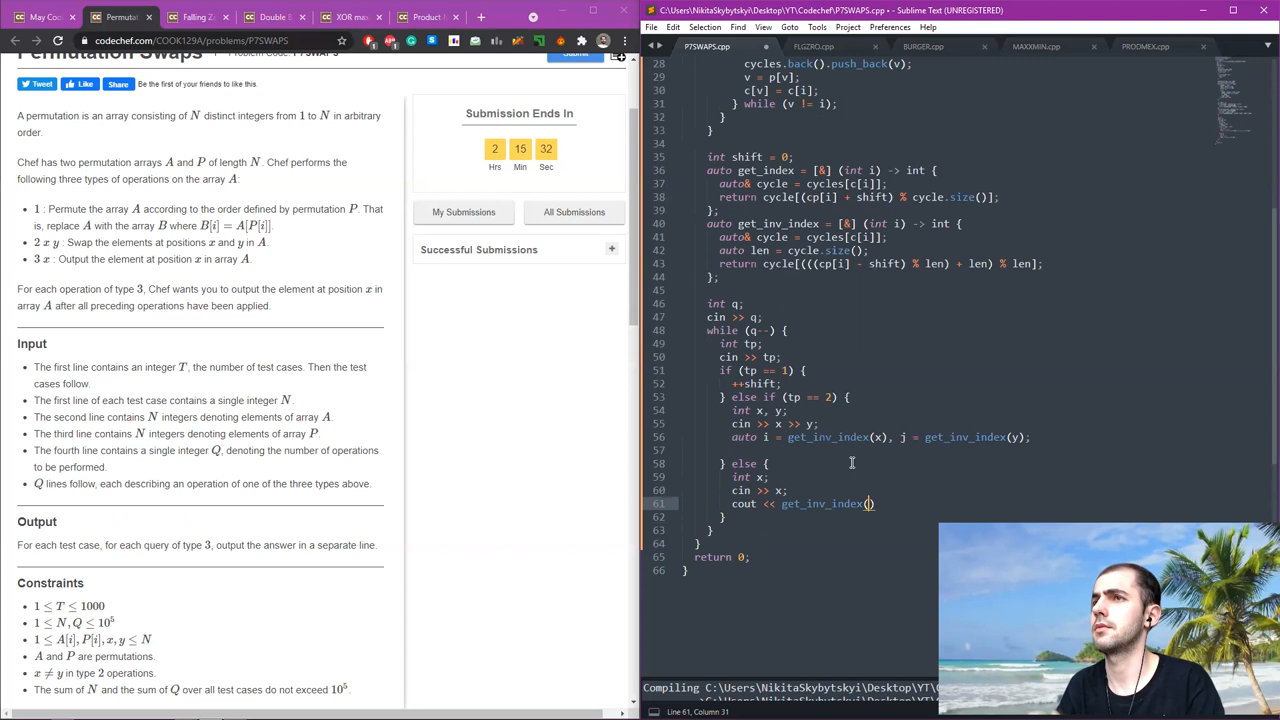 May Cook
Permutat
Falling Ze
Double B
XOR max
Product M
codechef.com/COOK129A/problems/P7SWAPS
Tweet
Like
Share
Be the first of your friends to like this.
A permutation is an array consisting of N distinct integers from 1 to N in arbitrary
order.
Chef has two permutation arrays A and P of length N. Chef performs the
following three types of operations on the array A:
1 : Permute the array A according to the order defined by permutation P. That
is, replace A with the array B where B[i] = A[P[i]].
2 x y : Swap the elements at positions x and y in A.
3 x : Output the element at position x in array A.
For each operation of type 3, Chef wants you to output the element at position x in
array A after all preceding operations have been applied.
Input
The first line contains an integer T, the number of test cases. Then the test
cases follow.
The first line of each test case contains a single integer N.
The second line contains N integers denoting elements of array A.
The third line contains N integers denoting elements of array P.
The fourth line contains a single integer Q, denoting the number of operations
to be performed.
Q lines follow, each describing an operation of one of the three types above.
Output
For each test case, for each query of type 3, output the answer in a separate line.
Constraints
1 ≤ T ≤ 1000
1 ≤ N, Q ≤ 10⁵
1 ≤ A[i], P[i], x, y ≤ N
A and P are permutations.
x ≠ y in type 2 operations.
The sum of N and the sum of Q over all test cases do not exceed 10⁵.
Submission Ends In
2 15 32
Hrs Min Sec
My Submissions
All Submissions
Successful Submissions +
C:\Users\NikitaSkybytskyi\Desktop\YT\Codechef\P7SWAPS.cpp • - Sublime Text (UNREGISTERED)
File Edit Selection Find View Goto Tools Project Preferences Help
P7SWAPS.cpp
FLGZRO.cpp
BURGER.cpp
MAXXMIN.cpp
PRODMEX.cpp
28 cycles.back().push_back(v);
29 v = p[v];
30 c[v] = c[i];
31 } while (v != i);
32 }
33 }
34
35 int shift = 0;
36 auto get_index = [&] (int i) -> int {
37 auto& cycle = cycles[c[i]];
38 return cycle[(cp[i] + shift) % cycle.size()];
39 };
40 auto get_inv_index = [&] (int i) -> int {
41 auto& cycle = cycles[c[i]];
42 auto len = cycle.size();
43 return cycle[(((cp[i] - shift) % len) + len) % len];
44 };
45
46 int q;
47 cin >> q;
48 while (q--) {
49 int tp;
50 cin >> tp;
51 if (tp == 1) {
52 ++shift;
53 } else if (tp == 2) {
54 int x, y;
55 cin >> x >> y;
56 auto i = get_inv_index(x), j = get_inv_index(y);
57
58 } else {
59 int x;
60 cin >> x;
61 cout << get_inv_index()
62 }
63 }
64 }
65 return 0;
66 }
Compiling C:\Users\NikitaSkybytskyi\Desktop\YT\C
Line 61, Column 31